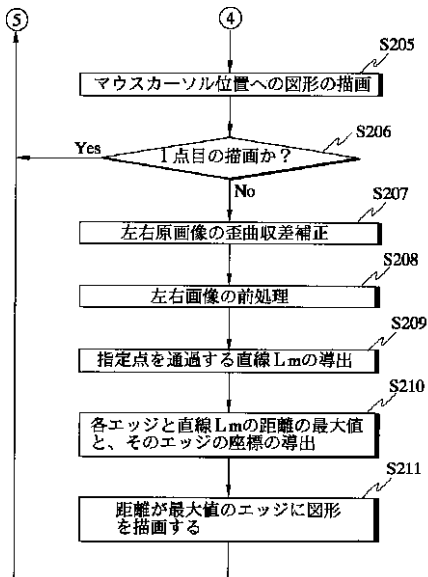 ⑤
④
S205
マウスカーソル位置への図形の描画
S206
1点目の描画か？
Yes
No
S207
左右原画像の歪曲収差補正
S208
左右画像の前処理
S209
指定点を通過する直線Lmの導出
S210
各エッジと直線Lmの距離の最大値
と、そのエッジの座標の導出
S211
距離が最大値のエッジに図形
を描画する